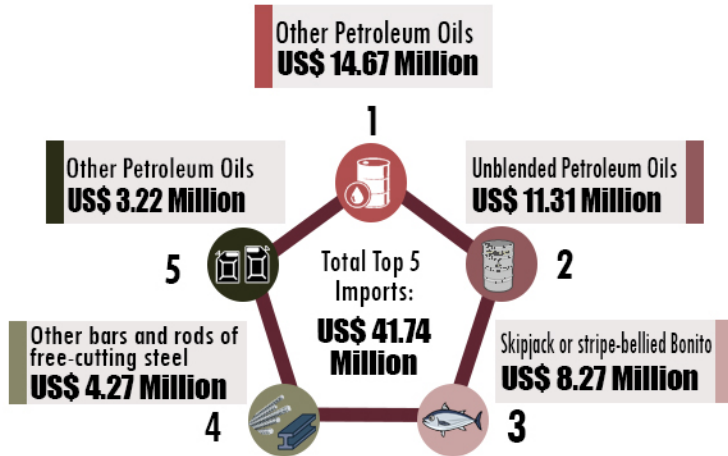 Other Petroleum Oils
US$ 14.67 Million
1
Unblended Petroleum Oils
US$ 11.31 Million
2
Skipjack or stripe-bellied Bonito
US$ 8.27 Million
3
Other bars and rods of
free-cutting steel
US$ 4.27 Million
4
Other Petroleum Oils
US$ 3.22 Million
5
Total Top 5
Imports:
US$ 41.74
Million